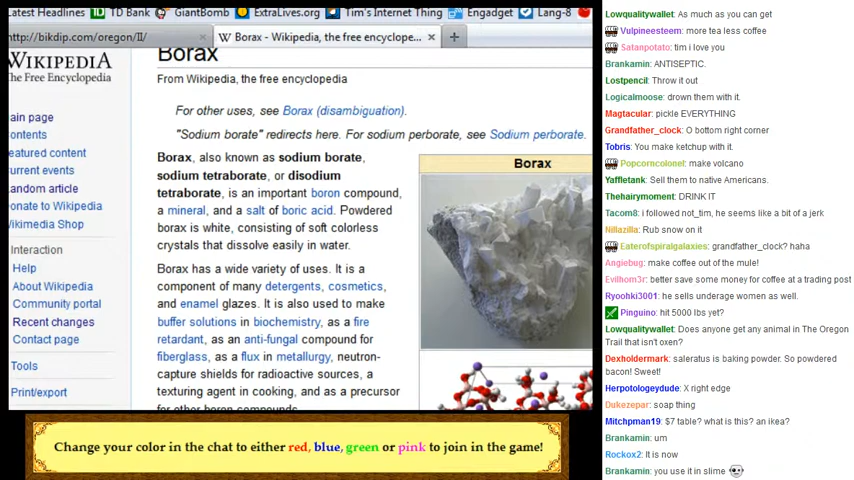 Latest Headlines
TD Bank
GiantBomb
ExtraLives.org
Tim's Internet Thing
Engadget
Lang-8
http://bikdip.com/oregon/II/
Borax - Wikipedia, the free encyclope...
WIKIPEDIA
The Free Encyclopedia
ain page
ontents
eatured content
urrent events
andom article
onate to Wikipedia
Vikimedia Shop
Interaction
Help
About Wikipedia
Community portal
Recent changes
Contact page
Tools
Print/export
Borax
From Wikipedia, the free encyclopedia
For other uses, see Borax (disambiguation).
"Sodium borate" redirects here. For sodium perborate, see Sodium perborate.
Borax, also known as sodium borate,
sodium tetraborate, or disodium
tetraborate, is an important boron compound,
a mineral, and a salt of boric acid. Powdered
borax is white, consisting of soft colorless
crystals that dissolve easily in water.
Borax has a wide variety of uses. It is a
component of many detergents, cosmetics,
and enamel glazes. It is also used to make
buffer solutions in biochemistry, as a fire
retardant, as an anti-fungal compound for
fiberglass, as a flux in metallurgy, neutron-
capture shields for radioactive sources, a
texturing agent in cooking, and as a precursor
for other boron compounds.
Borax
Change your color in the chat to either red, blue, green or pink to join in the game!
Lowqualitywallet: As much as you can get
Vulpineesteem: more tea less coffee
Satanpotato: tim i love you
Brankamin: ANTISEPTIC.
Lostpencil: Throw it out
Logicalmoose: drown them with it.
Magtacular: pickle EVERYTHING
Grandfather_clock: O bottom right corner
Tobris: You make ketchup with it.
Popcorncolonel: make volcano
Yaffletank: Sell them to native Americans.
Thehairymoment: DRINK IT
Tacom8: i followed not_tim, he seems like a bit of a jerk
Nillazilla: Rub snow on it
Eaterofspiralgalaxies: grandfather_clock? haha
Angiebug: make coffee out of the mule!
Evilhom3r: better save some money for coffee at a trading post
Ryoohki3001: he sells underage women as well.
Pinguino: hit 5000 lbs yet?
Lowqualitywallet: Does anyone get any animal in The Oregon
Trail that isn't oxen?
Dexholdermark: saleratus is baking powder. So powdered
bacon! Sweet!
Herpotologeydude: X right edge
Dukezepar: soap thing
Mitchpman19: $7 table? what is this? an ikea?
Brankamin: um
Rockox2: It is now
Brankamin: you use it in slime